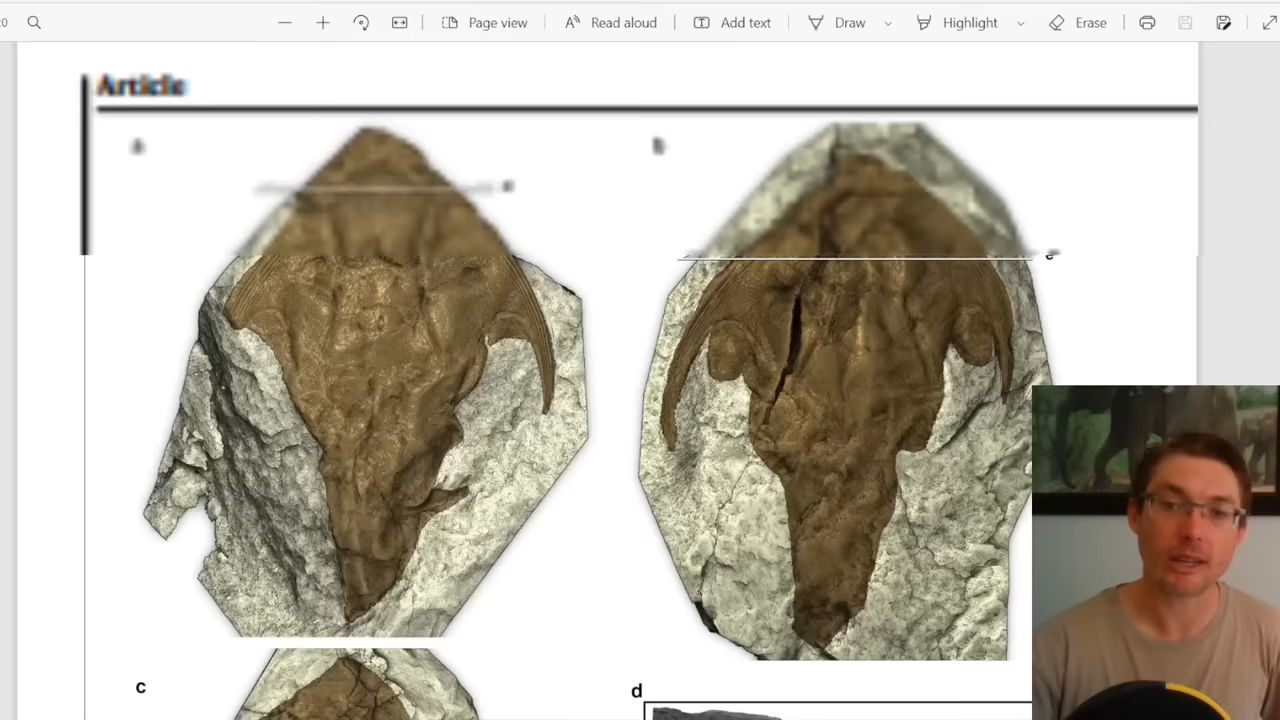 Page view
Read aloud
Add text
Draw
Highlight
Erase
Article
c
d